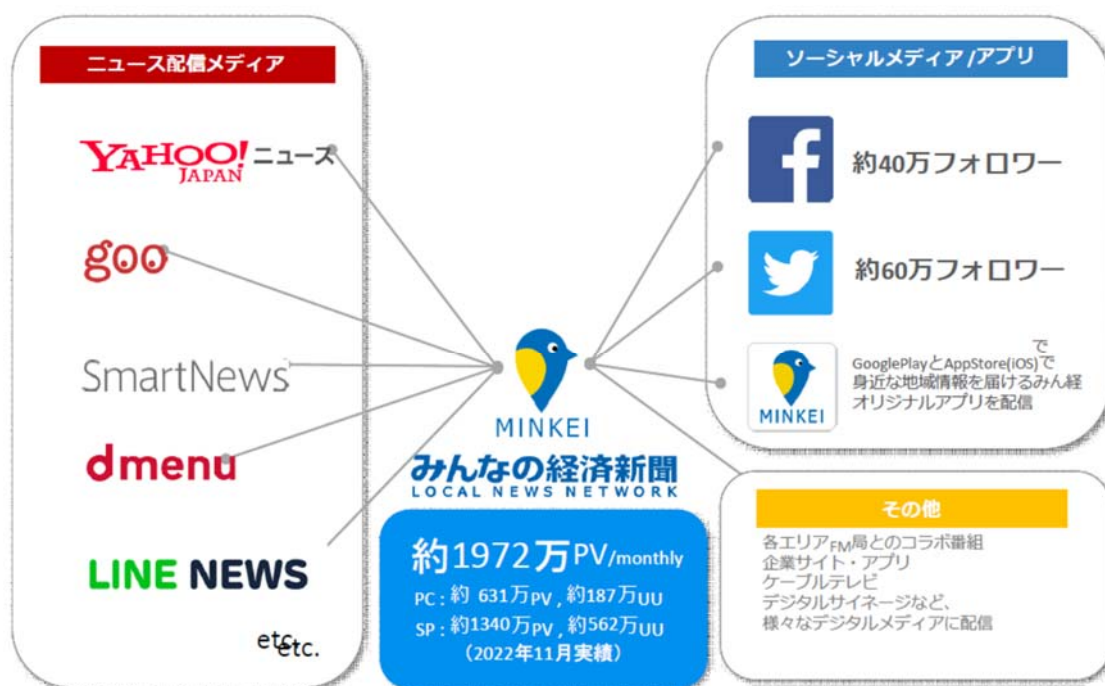 ニュース配信メディア
YAHOO! ニュース
JAPAN
goo
SmartNews
dmenu
LINE NEWS
etc.
etc.
MINKEI
みんなの経済新聞
LOCAL NEWS NETWORK
約1972万PV/monthly
PC：約 631万PV , 約187万UU
SP：約1340万PV , 約562万UU
（2022年11月実績）
ソーシャルメディア/アプリ
約40万フォロワー
約60万フォロワー
MINKEI
で
GooglePlayとAppStore(iOS)で
身近な地域情報を届けるみん経
オリジナルアプリを配信
その他
各エリアFM局とのコラボ番組
企業サイト・アプリ
ケーブルテレビ
デジタルサイネージなど、
様々なデジタルメディアに配信